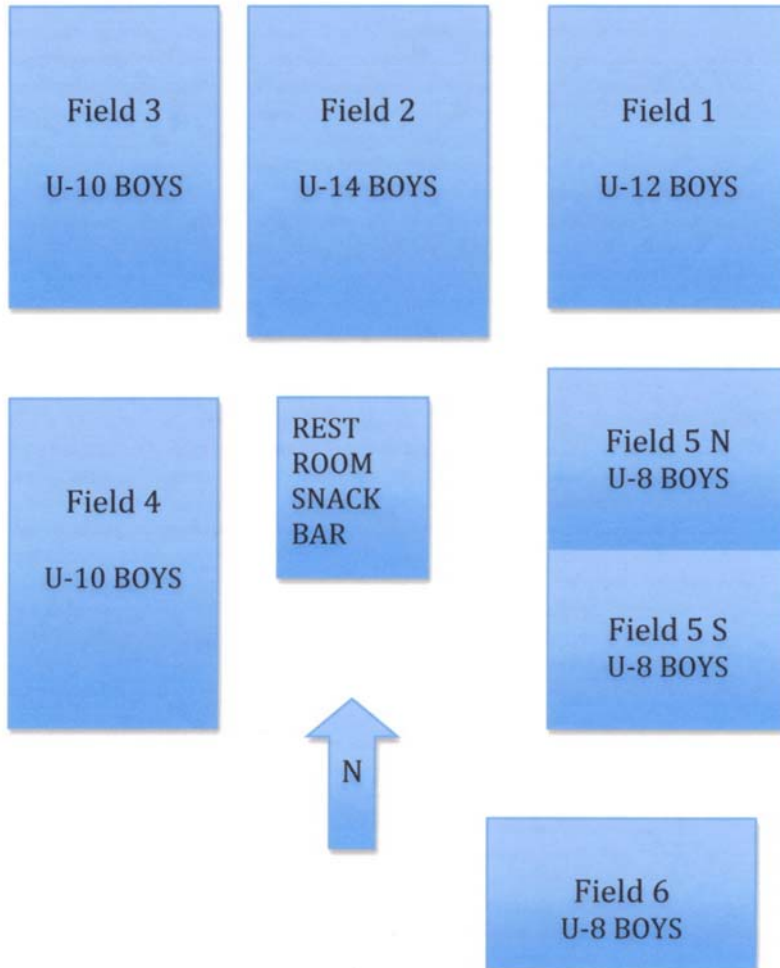 Field 3
U-10 BOYS
Field 2
U-14 BOYS
Field 1
U-12 BOYS
Field 4
U-10 BOYS
REST
ROOM
SNACK
BAR
Field 5 N
U-8 BOYS
Field 5 S
U-8 BOYS
N
Field 6
U-8 BOYS